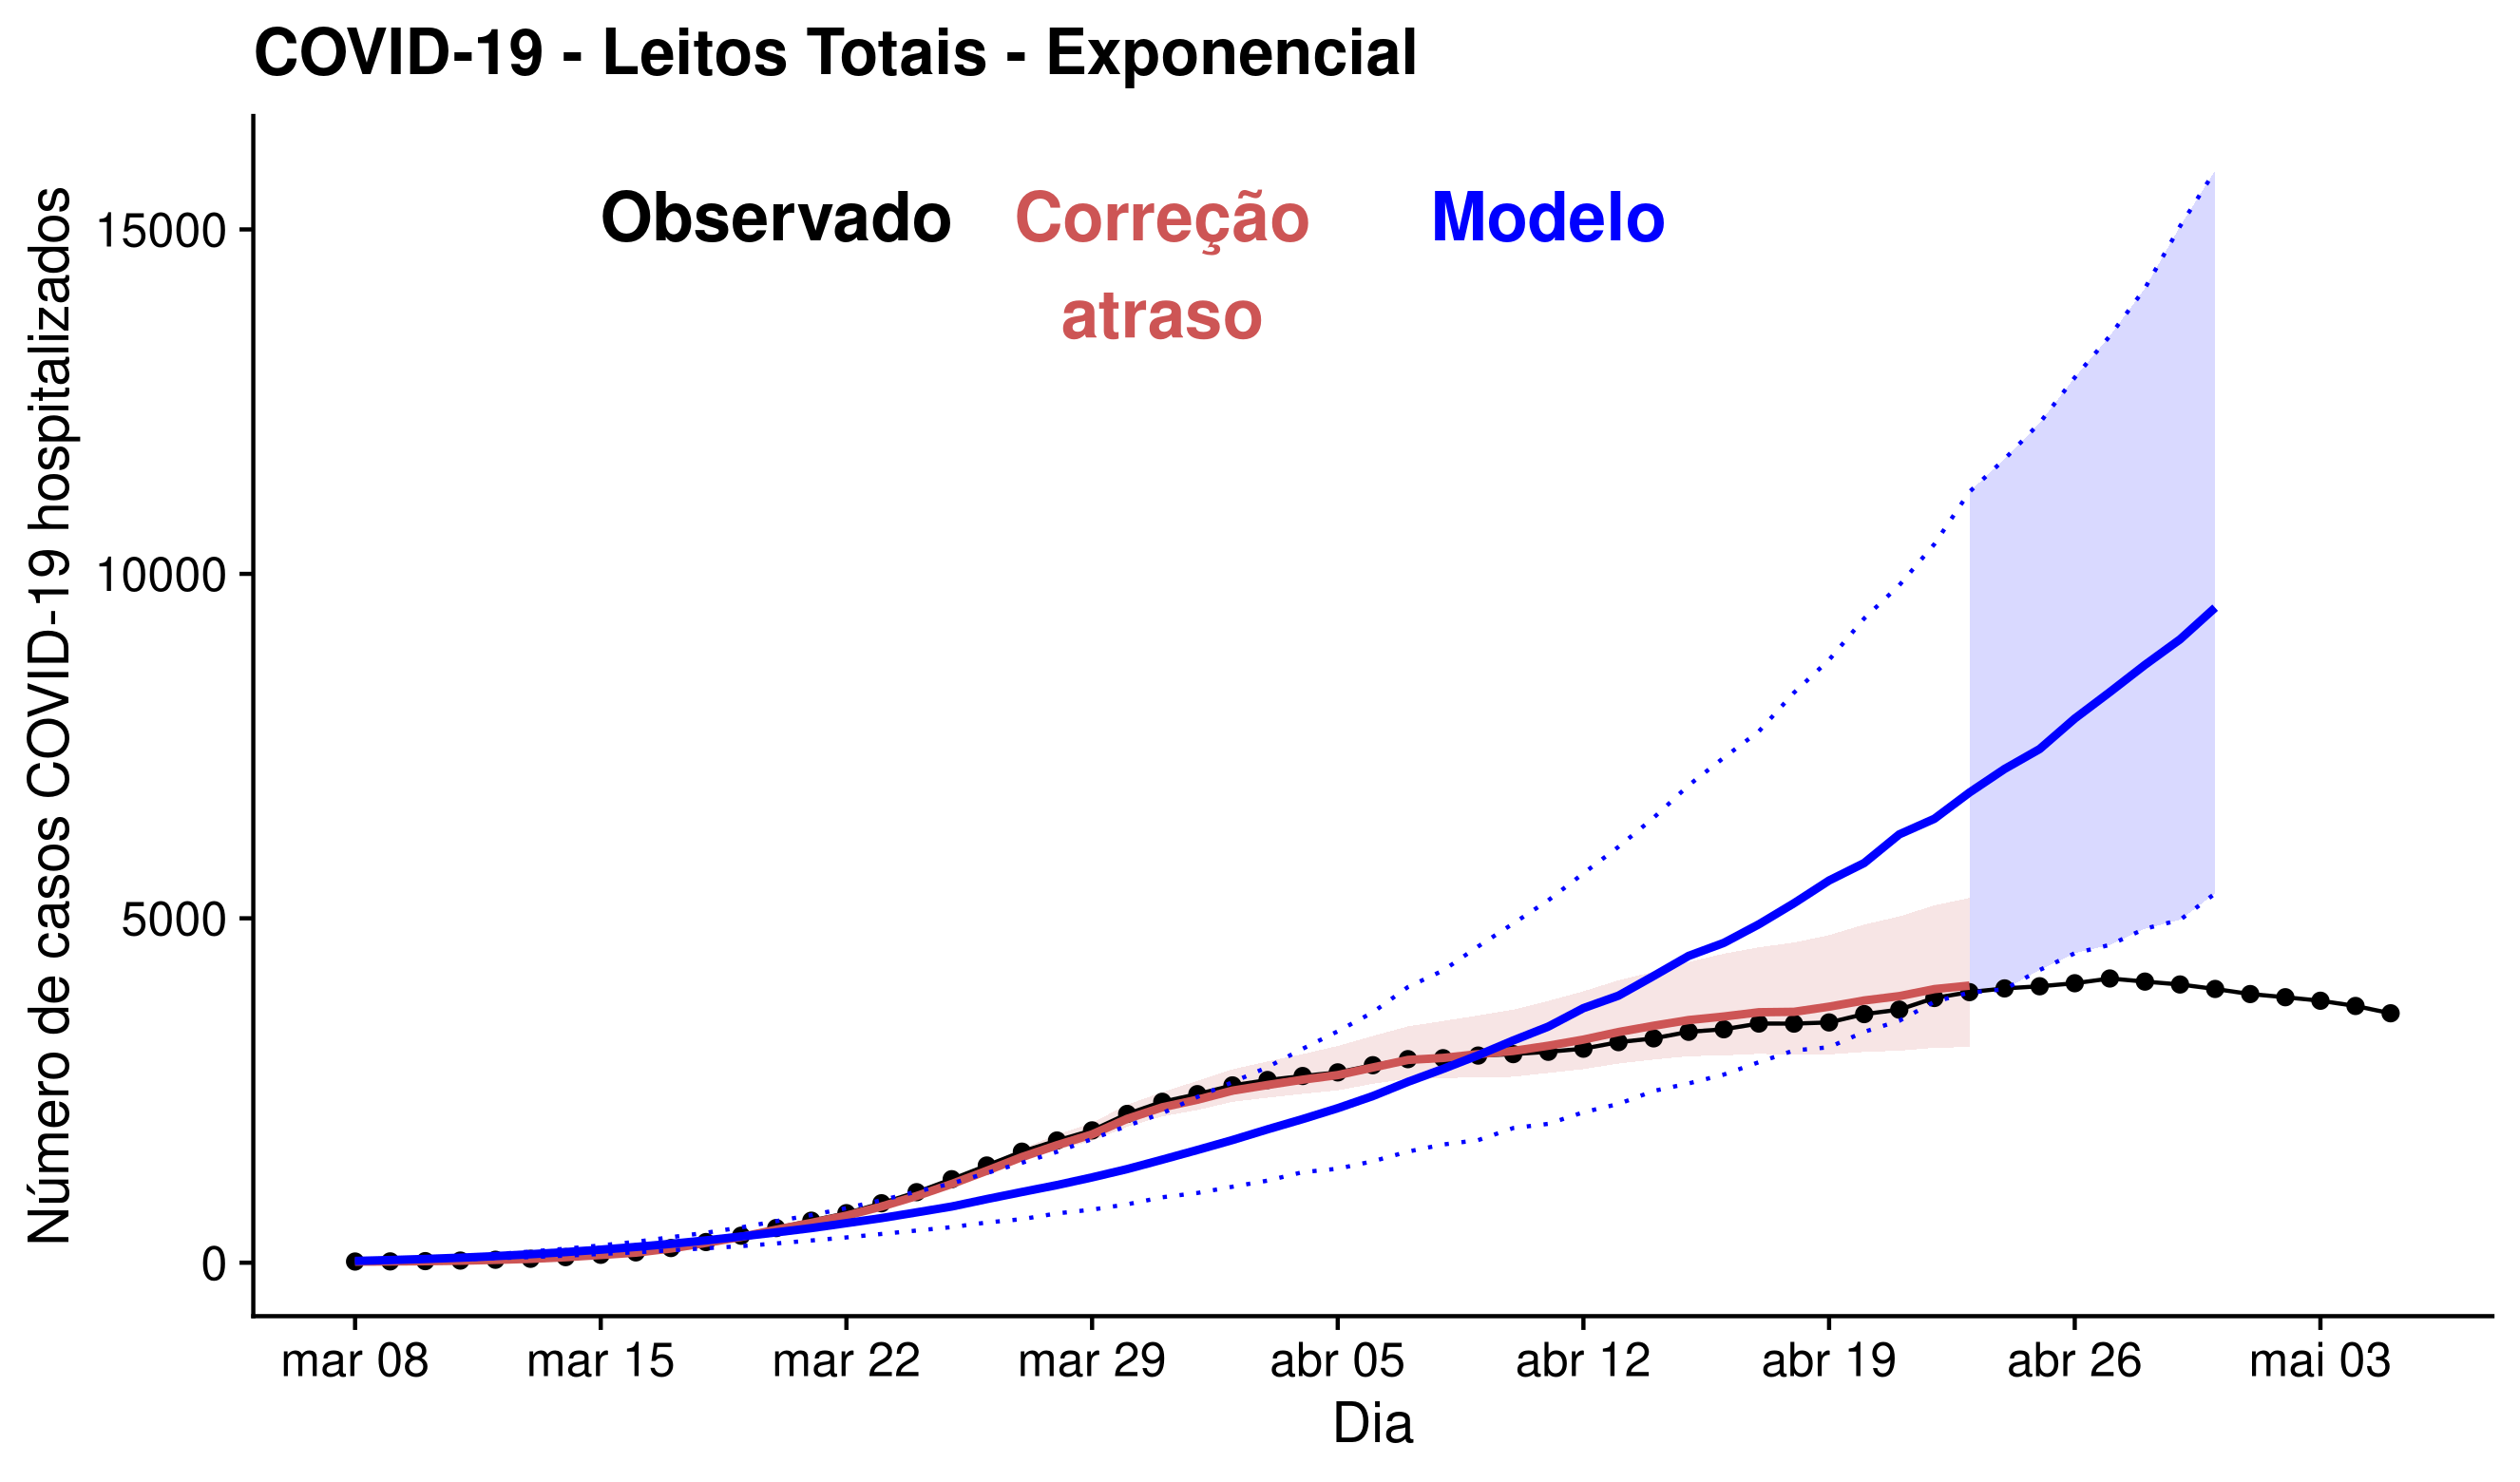 COVID-19 - Leitos Totais - Exponencial
Número de casos COVID-19 hospitalizados
15000
10000
5000
0
Observado
Correção
atraso
Modelo
mar 08
mar 15
mar 22
mar 29
abr 05
abr 12
abr 19
abr 26
mai 03
Dia